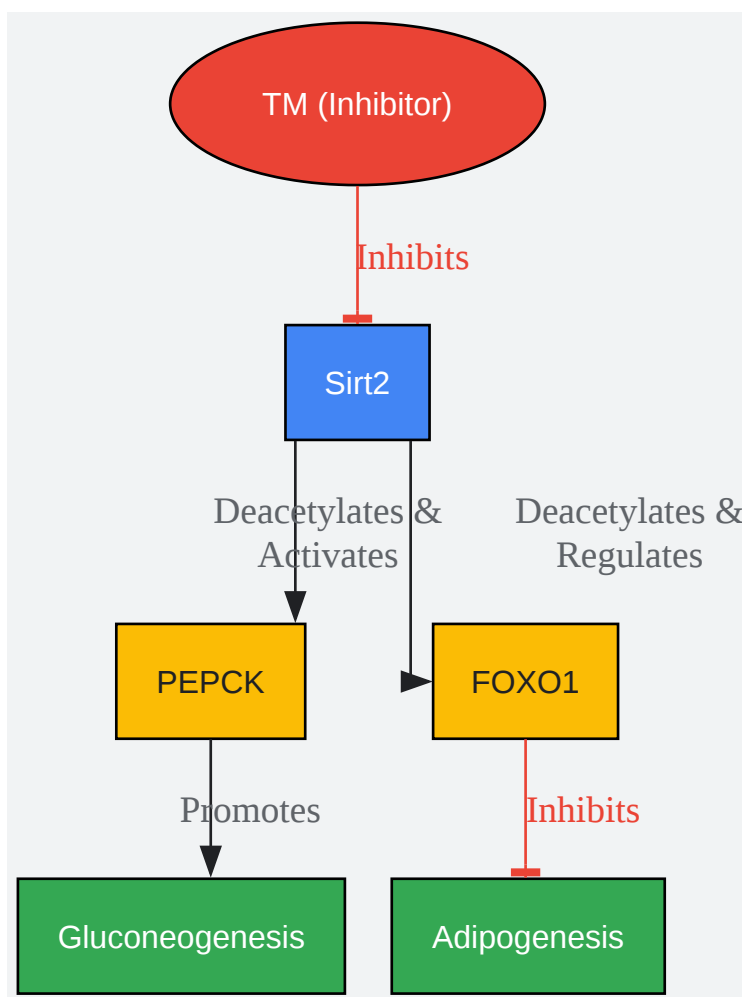 TM (Inhibitor)
Inhibits
Sirt2
Deacetylates &
Activates
Deacetylates &
Regulates
PEPCK
FOXO1
Promotes
Inhibits
Gluconeogenesis
Adipogenesis